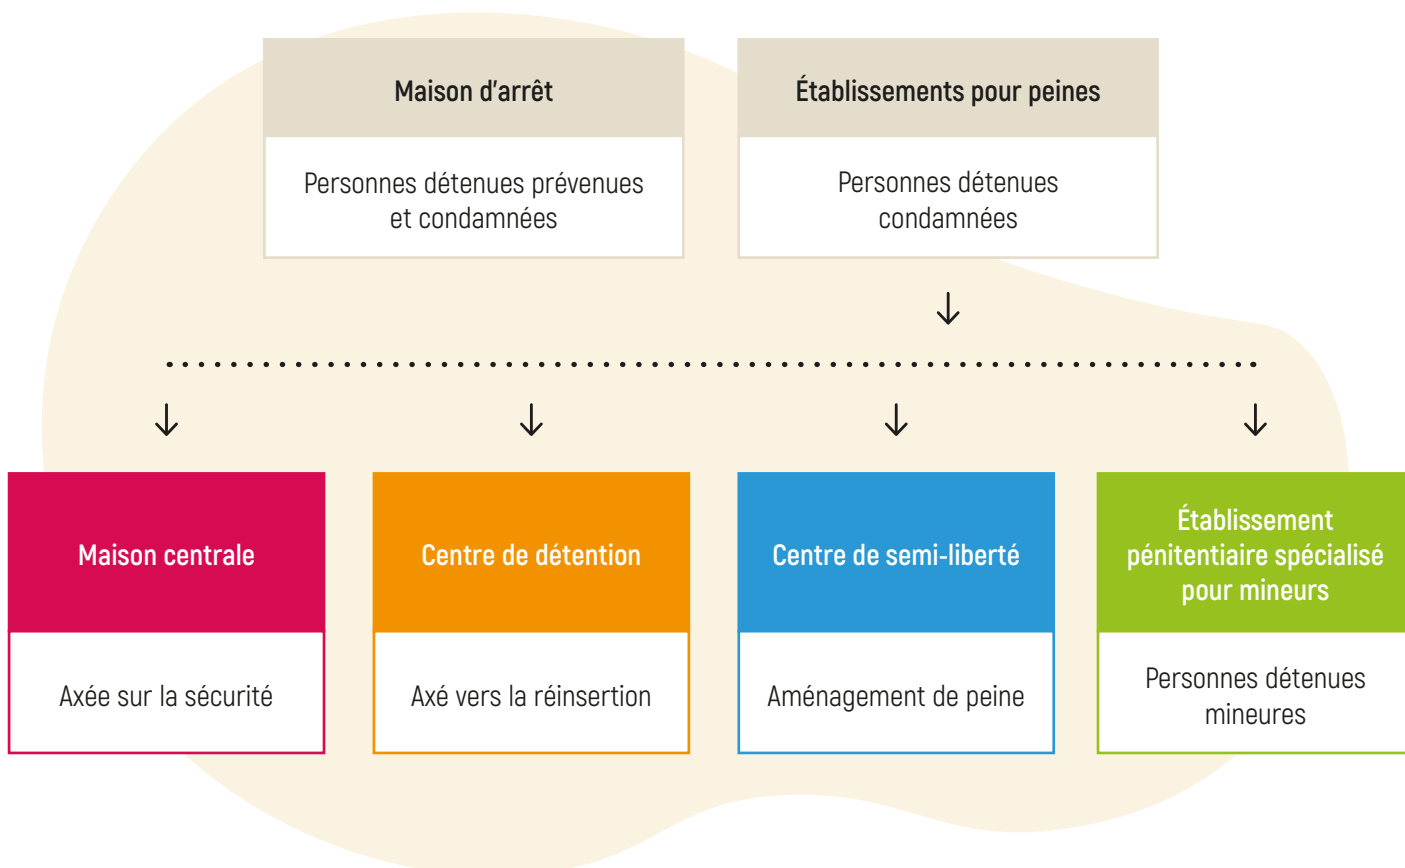 Maison d'arrêt
Personnes détenues prévenues
et condamnées
Établissements pour peines
Personnes détenues
condamnées
Maison centrale
Axée sur la sécurité
Centre de détention
Axé vers la réinsertion
Centre de semi-liberté
Aménagement de peine
Établissement
pénitentiaire spécialisé
pour mineurs
Personnes détenues
mineures